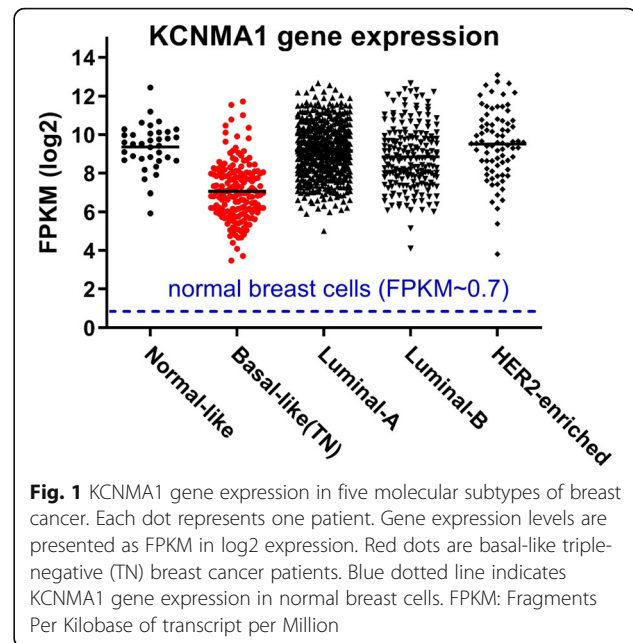 KCNMA1 gene expression
FPKM (log2)
14
12
10
8
6
4
2
0
normal breast cells (FPKM~0.7)
Normal-like
Basal-like(TN)
Luminal-A
Luminal-B
HER2-enriched
Fig. 1 KCNMA1 gene expression in five molecular subtypes of breast
cancer. Each dot represents one patient. Gene expression levels are
presented as FPKM in log2 expression. Red dots are basal-like triple-
negative (TN) breast cancer patients. Blue dotted line indicates
KCNMA1 gene expression in normal breast cells. FPKM: Fragments
Per Kilobase of transcript per Million